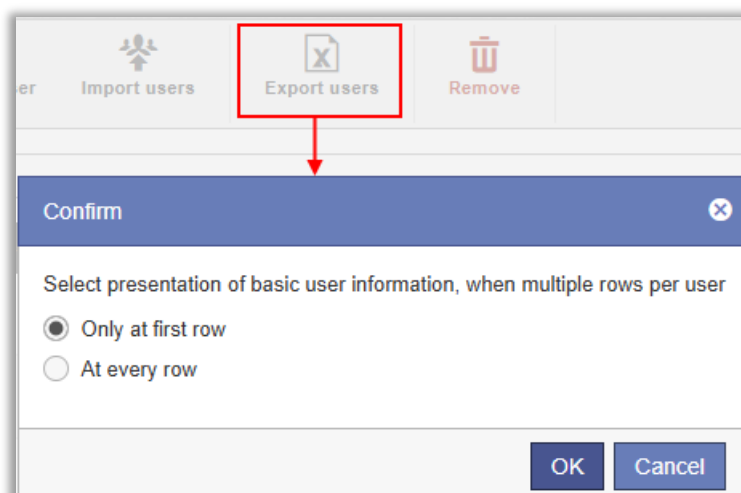 ser Import users Export users Remove
Confirm
Select presentation of basic user information, when multiple rows per user
Only at first row
At every row
OK Cancel